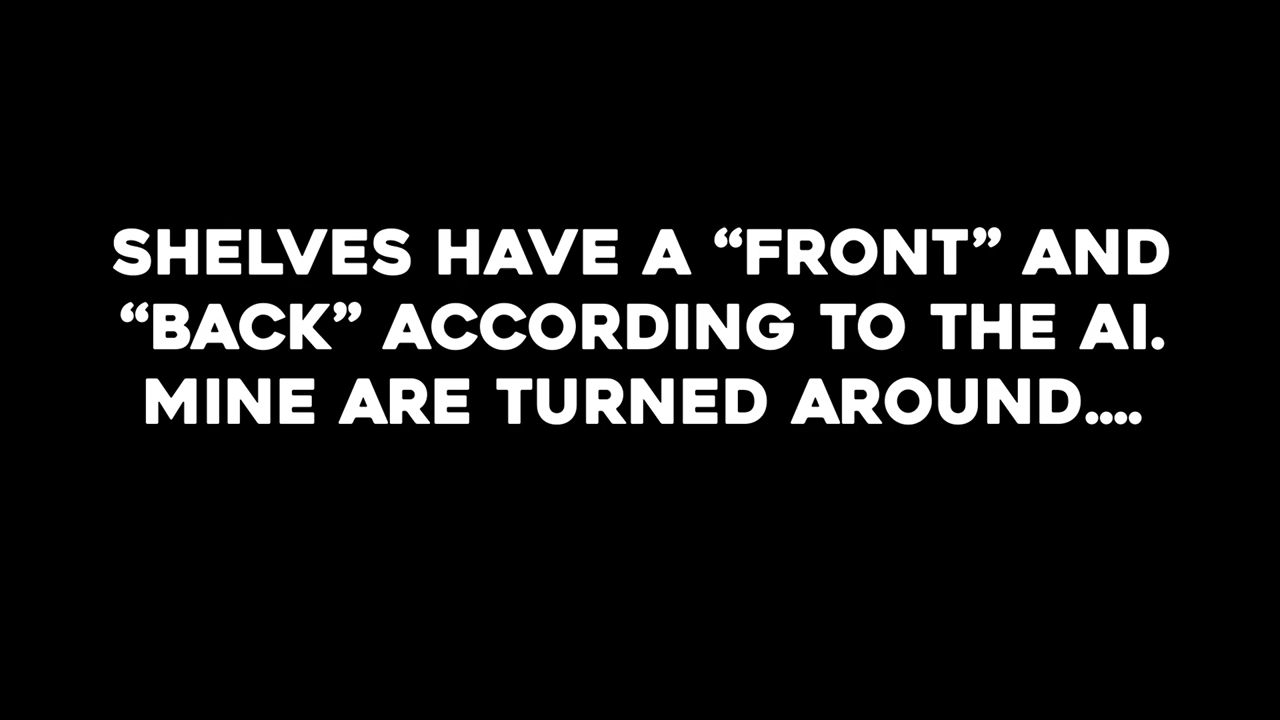 SHELVES HAVE A “FRONT” AND
“BACK” ACCORDING TO THE AI.
MINE ARE TURNED AROUND....